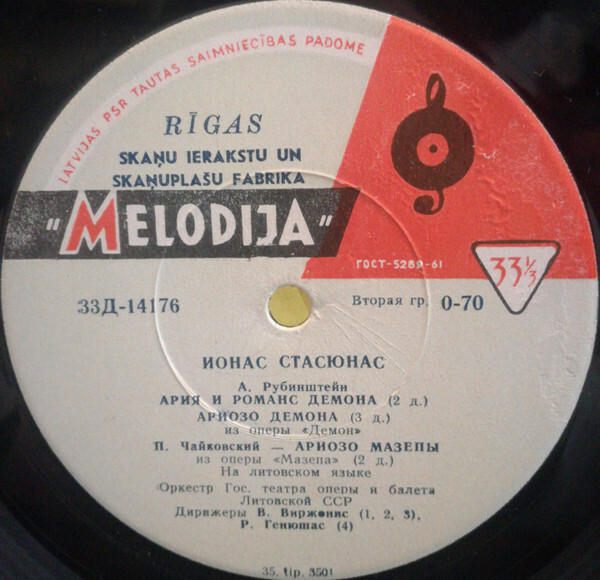 LATVIJAS PSR TAUTAS SAIMNIECĪBAS PADOME
RĪGAS
SKAŅU IERAKSTU UN
SKAŅUPLAŠU FABRIKA
"MELODIJA"
ГОСТ-5289-61
33⅓
33Д-14176
Вторая гр. 0-70
ИОНАС СТАСЮНАС
А. Рубинштейн
АРИЯ И РОМАНС ДЕМОНА (2 д.)
АРИОЗО ДЕМОНА (3 д.)
из оперы «Демон»
П. Чайковский — АРИОЗО МАЗЕПЫ
из оперы «Мазепа» (2 д.)
На литовском языке
Оркестр Гос. театра оперы и балета
Литовской ССР
Дирижеры В. Виржонис (1, 2, 3),
Р. Генюшас (4)
35. tip. 3501